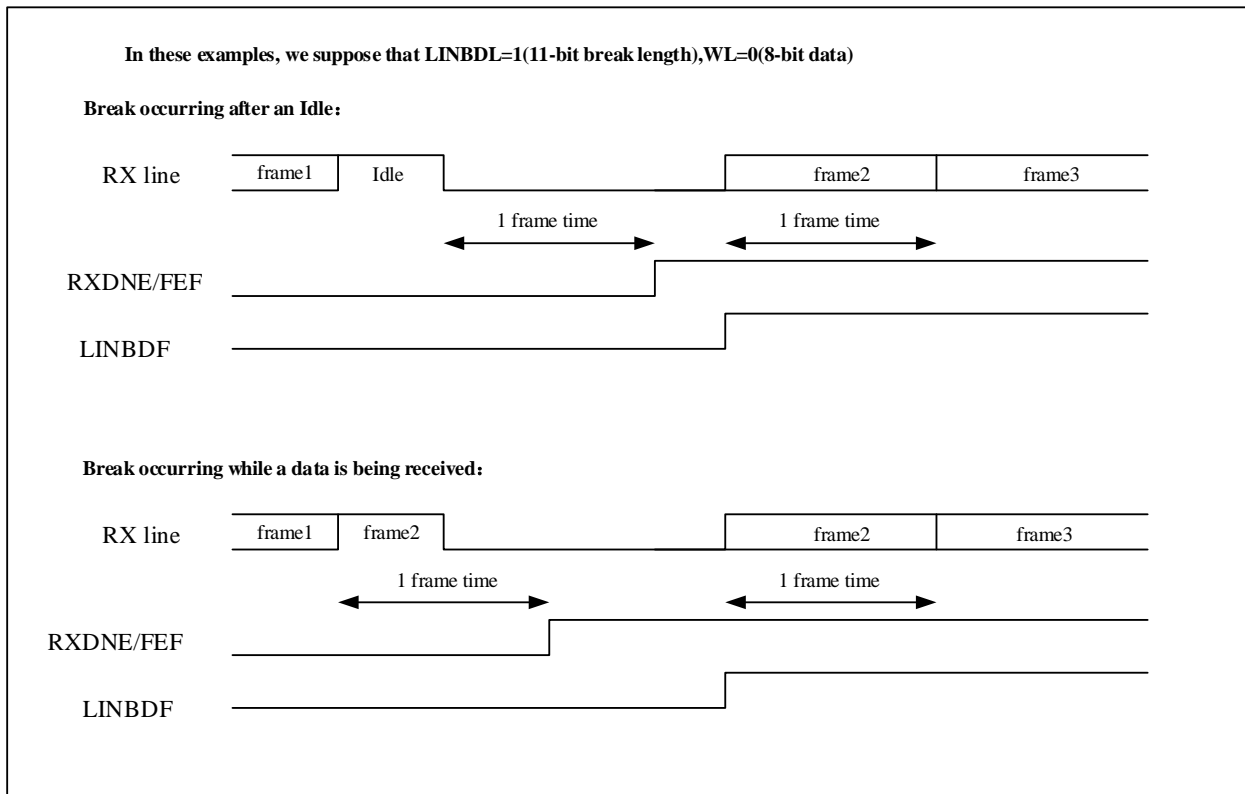 In these examples, we suppose that LINBDL=1(11-bit break length),WL=0(8-bit data)
Break occurring after an Idle：
RX line
frame1
Idle
frame2
frame3
1 frame time
1 frame time
RXDNE/FEF
LINBDF
Break occurring while a data is being received：
RX line
frame1
frame2
frame2
frame3
1 frame time
1 frame time
RXDNE/FEF
LINBDF